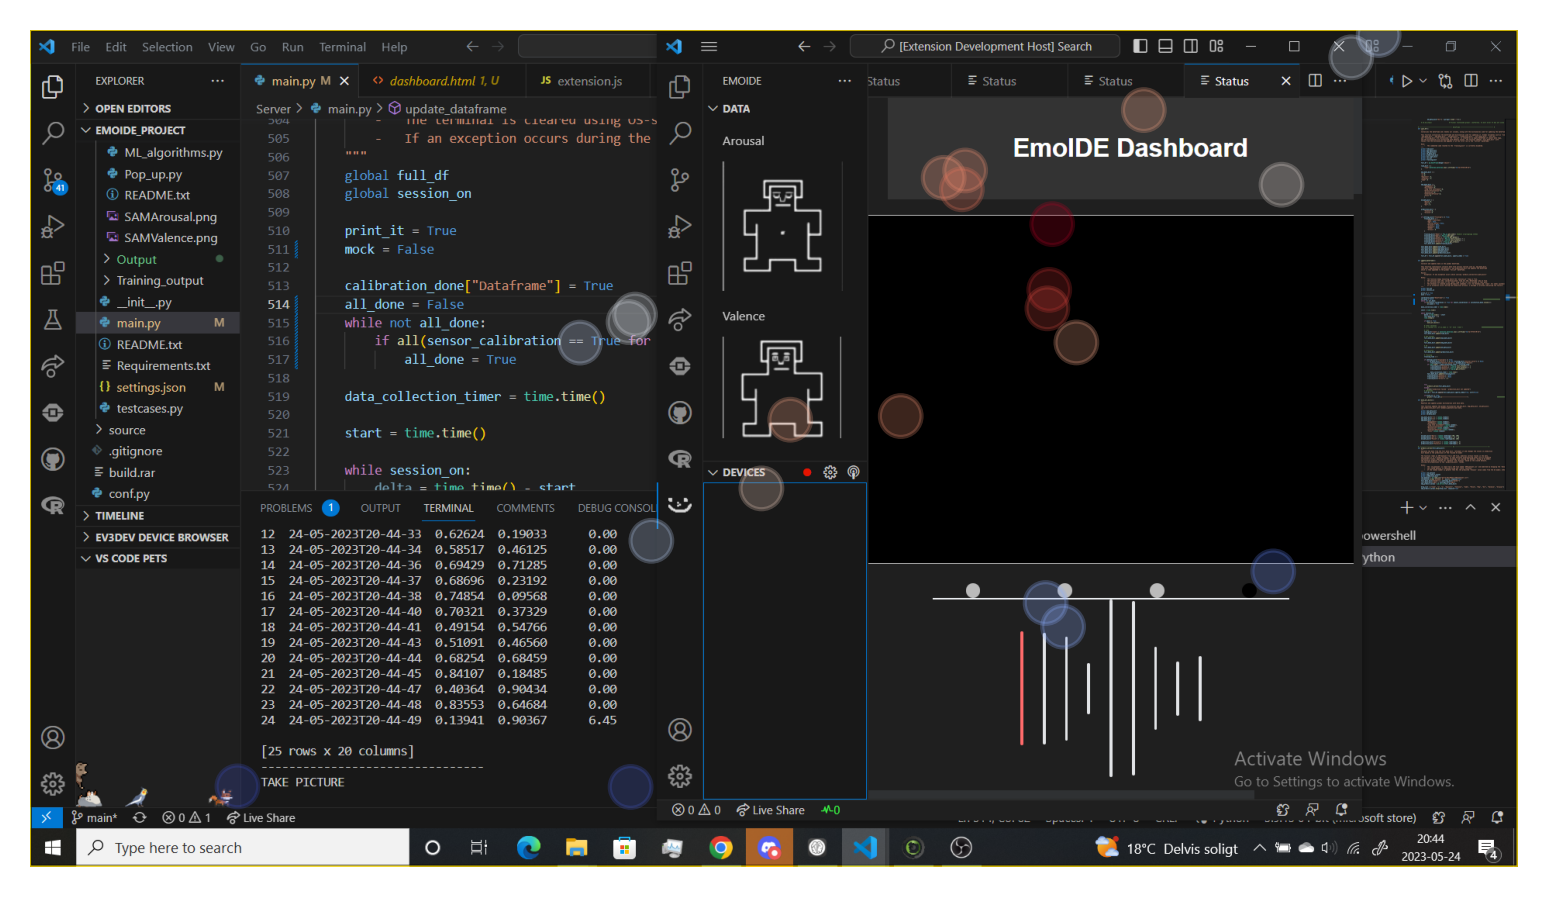 File Edit Selection View Go Run Terminal Help
[Extension Development Host] Search
EXPLORER
main.py M
dashboard.html 1, U
extension.js
EMOIDE
Status
Status
Status
Status
OPEN EDITORS
Server > main.py > update_dataframe
DATA
EMOIDE_PROJECT
ML_algorithms.py
Pop_up.py
README.txt
SAMArousal.png
SAMValence.png
Output
Training_output
__init__.py
main.py M
README.txt
Requirements.txt
settings.json M
testcases.py
source
.gitignore
build.rar
conf.py
TIMELINE
EV3DEV DEVICE BROWSER
VS CODE PETS
41
504 - The terminal is cleared using OS-s
505 - If an exception occurs during the
506 """
507 global full_df
508 global session_on
509
510 print_it = True
511 mock = False
512
513 calibration_done["Dataframe"] = True
514 all_done = False
515 while not all_done:
516 if all(sensor_calibration == True for
517 all_done = True
518
519 data_collection_timer = time.time()
520
521 start = time.time()
522
523 while session_on:
524 delta = time.time() - start
PROBLEMS 1 OUTPUT TERMINAL COMMENTS DEBUG CONSOL
12 24-05-2023T20-44-33 0.62624 0.19033 0.00
13 24-05-2023T20-44-34 0.58517 0.46125 0.00
14 24-05-2023T20-44-36 0.69429 0.71285 0.00
15 24-05-2023T20-44-37 0.68696 0.23192 0.00
16 24-05-2023T20-44-38 0.74854 0.09568 0.00
17 24-05-2023T20-44-40 0.70321 0.37329 0.00
18 24-05-2023T20-44-41 0.49154 0.54766 0.00
19 24-05-2023T20-44-43 0.51091 0.46560 0.00
20 24-05-2023T20-44-44 0.68254 0.68459 0.00
21 24-05-2023T20-44-45 0.84107 0.18485 0.00
22 24-05-2023T20-44-47 0.40364 0.90434 0.00
23 24-05-2023T20-44-48 0.83553 0.64684 0.00
24 24-05-2023T20-44-49 0.13941 0.90367 6.45
[25 rows x 20 columns]
-------------------------------
TAKE PICTURE
Arousal
Valence
DEVICES
EmoIDE Dashboard
owershell
ython
Activate Windows
Go to Settings to activate Windows.
main* 0 1 Live Share
0 0 Live Share 0
soft store)
Type here to search
18°C Delvis soligt
20:44
2023-05-24
4